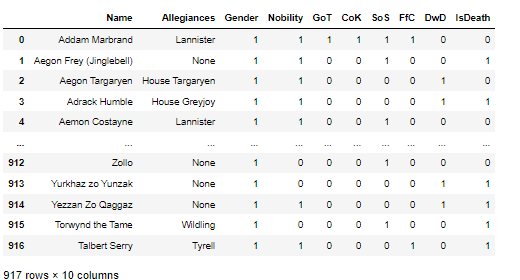 Name Allegiances Gender Nobility GoT CoK SoS FfC DwD IsDeath
0 Addam Marbrand Lannister 1 1 1 1 1 1 0 0
1 Aegon Frey (Jinglebell) None 1 1 0 0 1 0 0 1
2 Aegon Targaryen House Targaryen 1 1 0 0 0 0 1 0
3 Adrack Humble House Greyjoy 1 1 0 0 0 0 1 1
4 Aemon Costayne Lannister 1 1 0 0 1 0 0 0
... ... ... ... ... ... ... ... ... ... ...
912 Zollo None 1 0 0 0 1 0 0 0
913 Yurkhaz zo Yunzak None 1 0 0 0 0 0 1 1
914 Yezzan Zo Qaggaz None 1 1 0 0 0 0 1 1
915 Torwynd the Tame Wildling 1 0 0 0 1 0 0 1
916 Talbert Serry Tyrell 1 1 0 0 0 1 0 1
917 rows × 10 columns